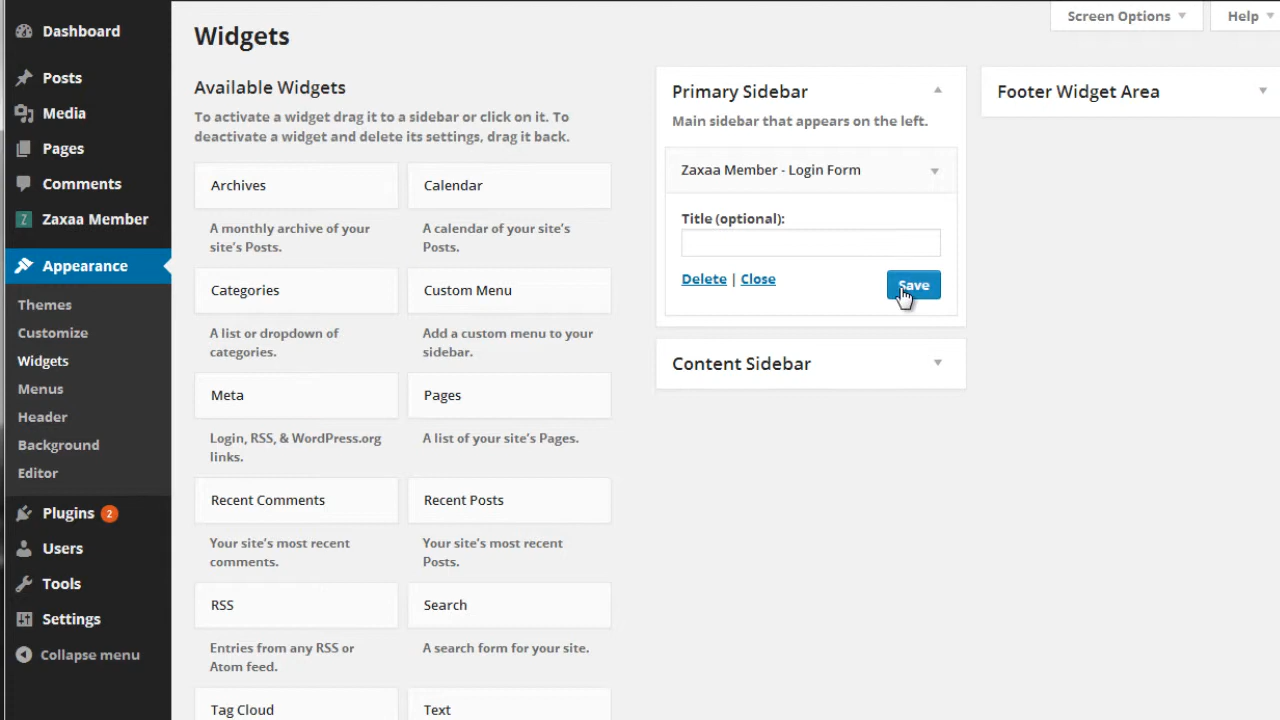 Dashboard
Posts
Media
Pages
Comments
Z
Zaxaa Member
Appearance
Themes
Customize
Widgets
Menus
Header
Background
Editor
Plugins 2
Users
Tools
Settings
Collapse menu
Screen Options
Help
Widgets
Available Widgets
To activate a widget drag it to a sidebar or click on it. To
deactivate a widget and delete its settings, drag it back.
Archives
A monthly archive of your
site's Posts.
Calendar
A calendar of your site's
Posts.
Categories
A list or dropdown of
categories.
Custom Menu
Add a custom menu to your
sidebar.
Meta
Login, RSS, & WordPress.org
links.
Pages
A list of your site's Pages.
Recent Comments
Your site's most recent
comments.
Recent Posts
Your site's most recent
Posts.
RSS
Entries from any RSS or
Atom feed.
Search
A search form for your site.
Tag Cloud
Text
Primary Sidebar
Main sidebar that appears on the left.
Zaxaa Member - Login Form
Title (optional):
Delete | Close
Save
Content Sidebar
Footer Widget Area